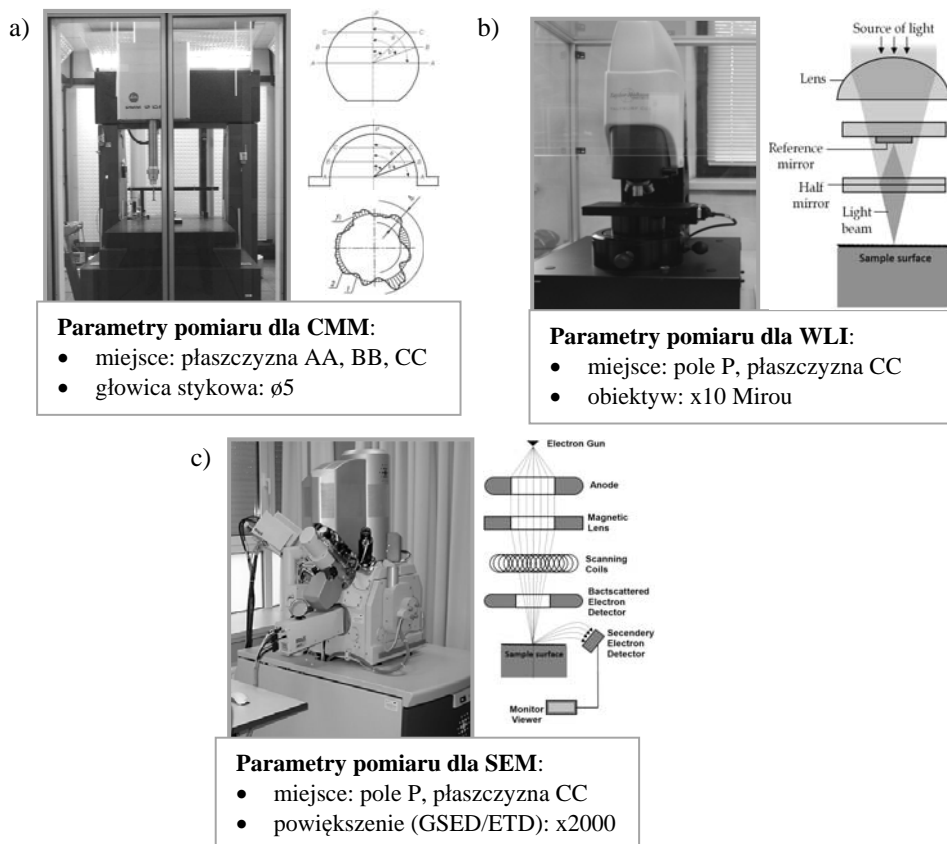 a)
C C
B B
A A
P
Parametry pomiaru dla CMM:
• miejsce: płaszczyzna AA, BB, CC
• głowica stykowa: ø5
b)
Source of light
Lens
Reference
mirror
Half
mirror
Light
beam
Sample surface
Parametry pomiaru dla WLI:
• miejsce: pole P, płaszczyzna CC
• obiektyw: x10 Mirou
c)
Electron Gun
Anode
Magnetic
Lens
Scanning
Coils
Bactscattered
Electron
Detector
Secendery
Electron
Detector
Sample surface
Monitor
Viewer
Parametry pomiaru dla SEM:
• miejsce: pole P, płaszczyzna CC
• powiększenie (GSED/ETD): x2000